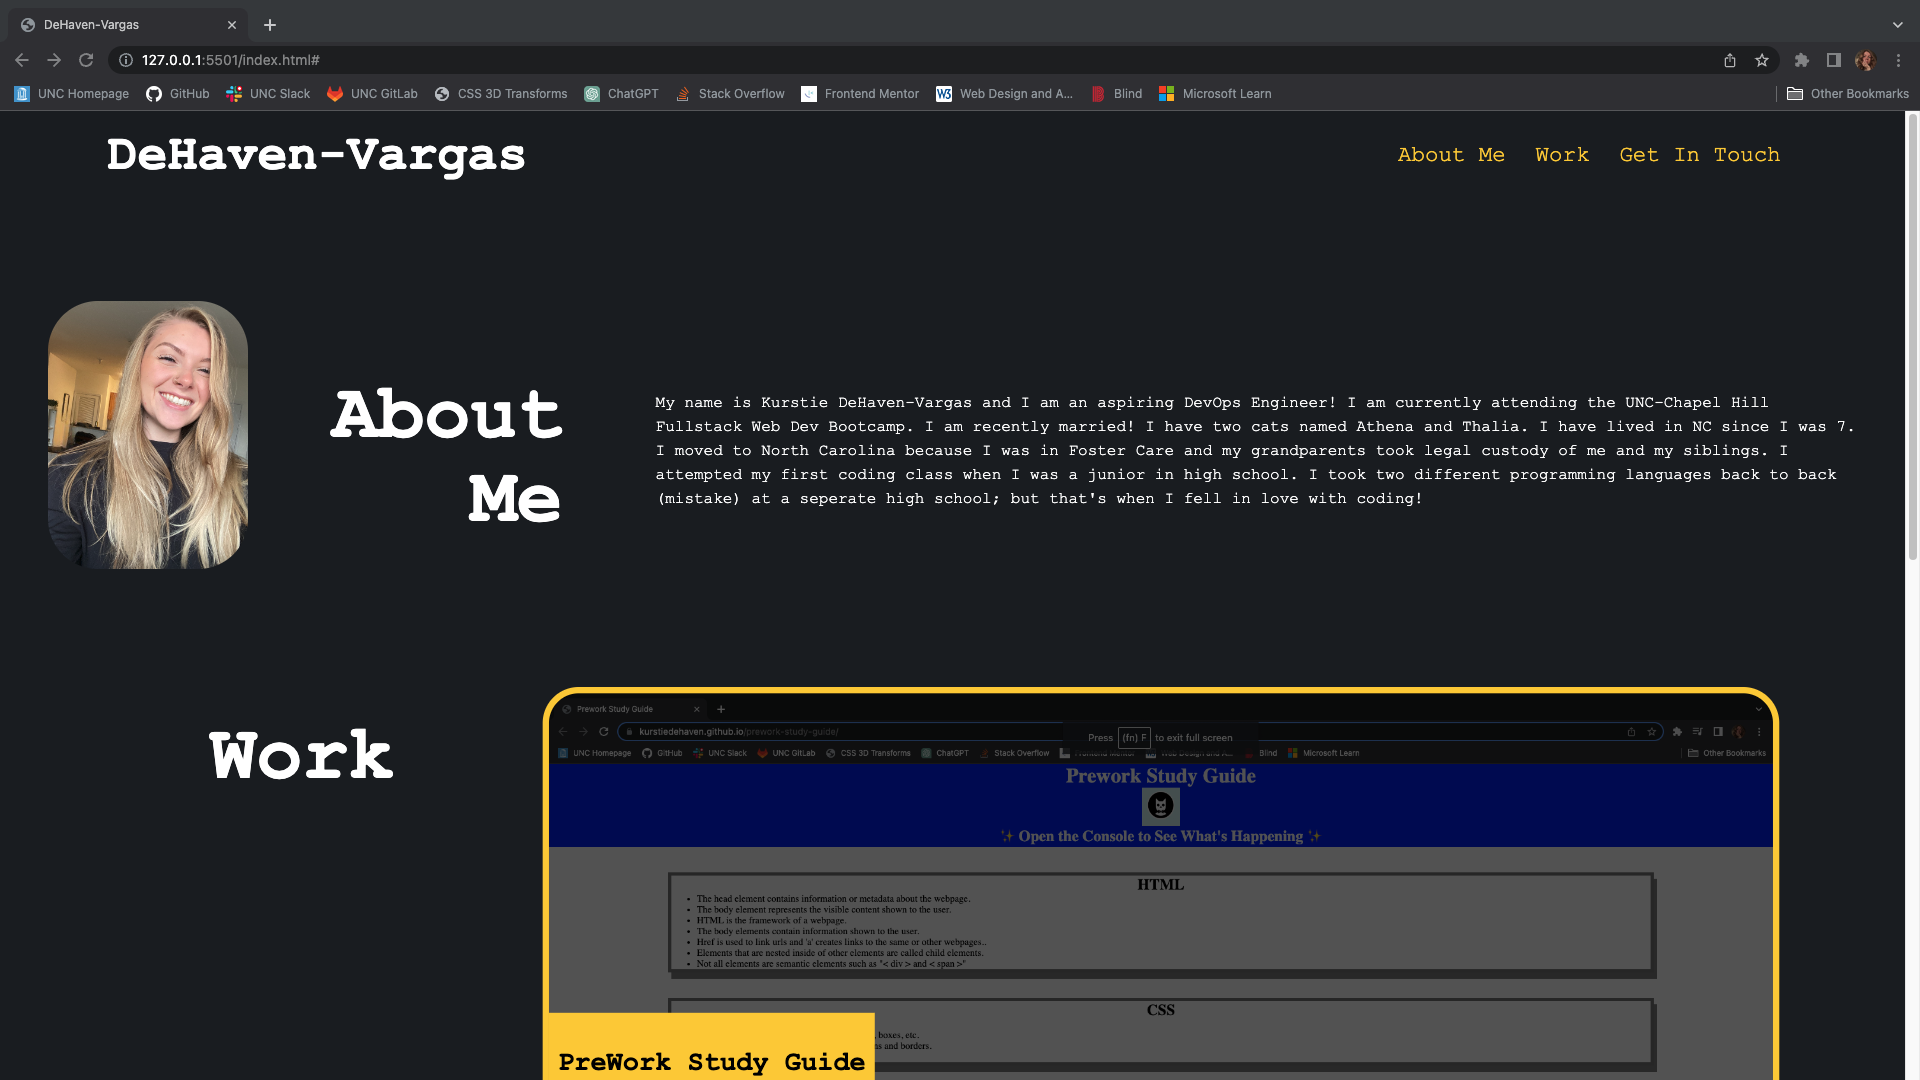 DeHaven-Vargas
127.0.0.1:5501/index.html#
UNC Homepage GitHub UNC Slack UNC GitLab CSS 3D Transforms ChatGPT Stack Overflow Frontend Mentor Web Design and A... Blind Microsoft Learn Other Bookmarks
DeHaven-Vargas About Me Work Get In Touch
About
Me
My name is Kurstie DeHaven-Vargas and I am an aspiring DevOps Engineer! I am currently attending the UNC-Chapel Hill
Fullstack Web Dev Bootcamp. I am recently married! I have two cats named Athena and Thalia. I have lived in NC since I was 7.
I moved to North Carolina because I was in Foster Care and my grandparents took legal custody of me and my siblings. I
attempted my first coding class when I was a junior in high school. I took two different programming languages back to back
(mistake) at a seperate high school; but that's when I fell in love with coding!
Work
Prework Study Guide
kurstiedehaven.github.io/prework-study-guide/
Press (fn) F to exit full screen
UNC Homepage GitHub UNC Slack UNC GitLab CSS 3D Transforms ChatGPT Stack Overflow Frontend Mentor Web Design and A... Blind Microsoft Learn Other Bookmarks
Prework Study Guide
✨ Open the Console to See What's Happening ✨
HTML
• The head element contains information or metadata about the webpage.
• The body element represents the visible content shown to the user.
• HTML is the framework of a webpage.
• The body elements contain information shown to the user.
• Href is used to link urls and 'a' creates links to the same or other webpages..
• Elements that are nested inside of other elements are called child elements.
• Not all elements are semantic elements such as "< div > and < span >"
CSS
boxes, etc.
and borders.
PreWork Study Guide